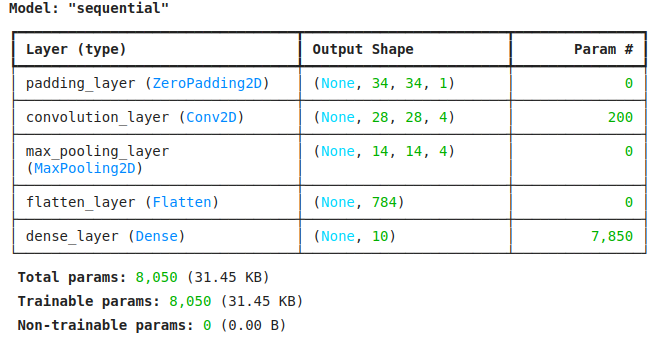 Model: "sequential"
Layer (type) Output Shape Param #
padding_layer (ZeroPadding2D) (None, 34, 34, 1) 0
convolution_layer (Conv2D) (None, 28, 28, 4) 200
max_pooling_layer (None, 14, 14, 4) 0
(MaxPooling2D)
flatten_layer (Flatten) (None, 784) 0
dense_layer (Dense) (None, 10) 7,850
Total params: 8,050 (31.45 KB)
Trainable params: 8,050 (31.45 KB)
Non-trainable params: 0 (0.00 B)